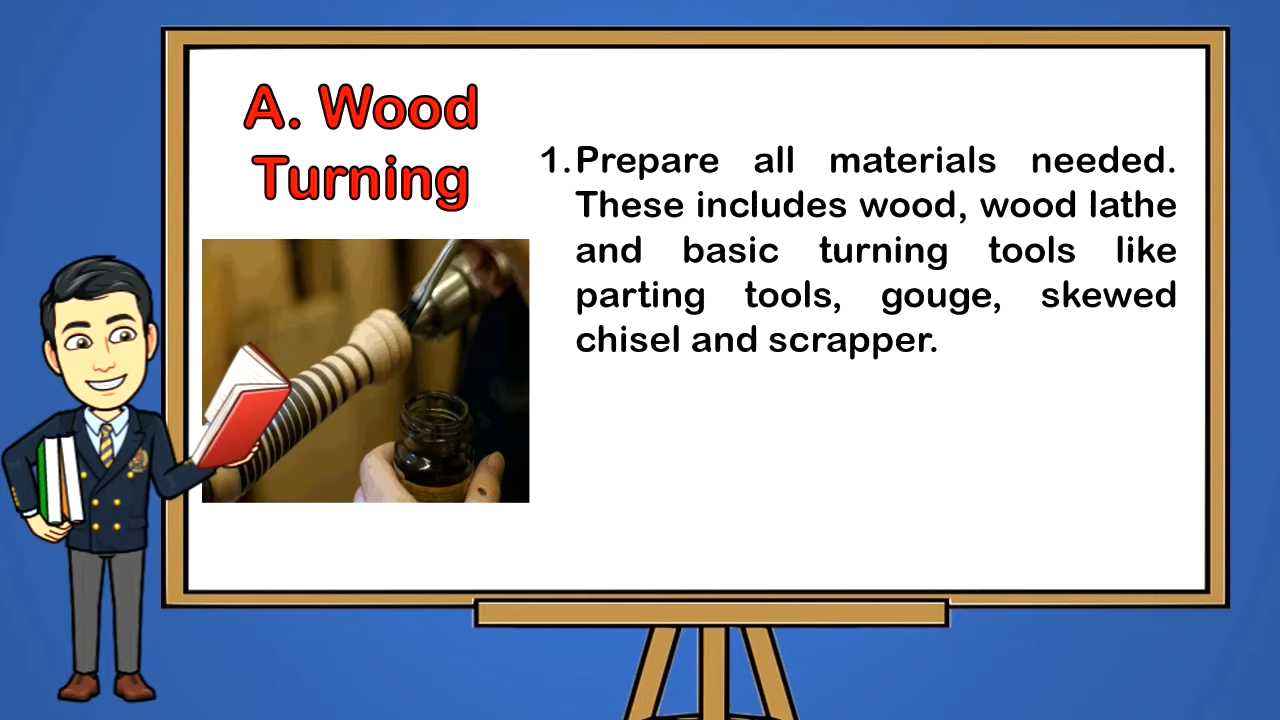 A. Wood
Turning
1. Prepare all materials needed.
These includes wood, wood lathe
and basic turning tools like
parting tools, gouge, skewed
chisel and scrapper.